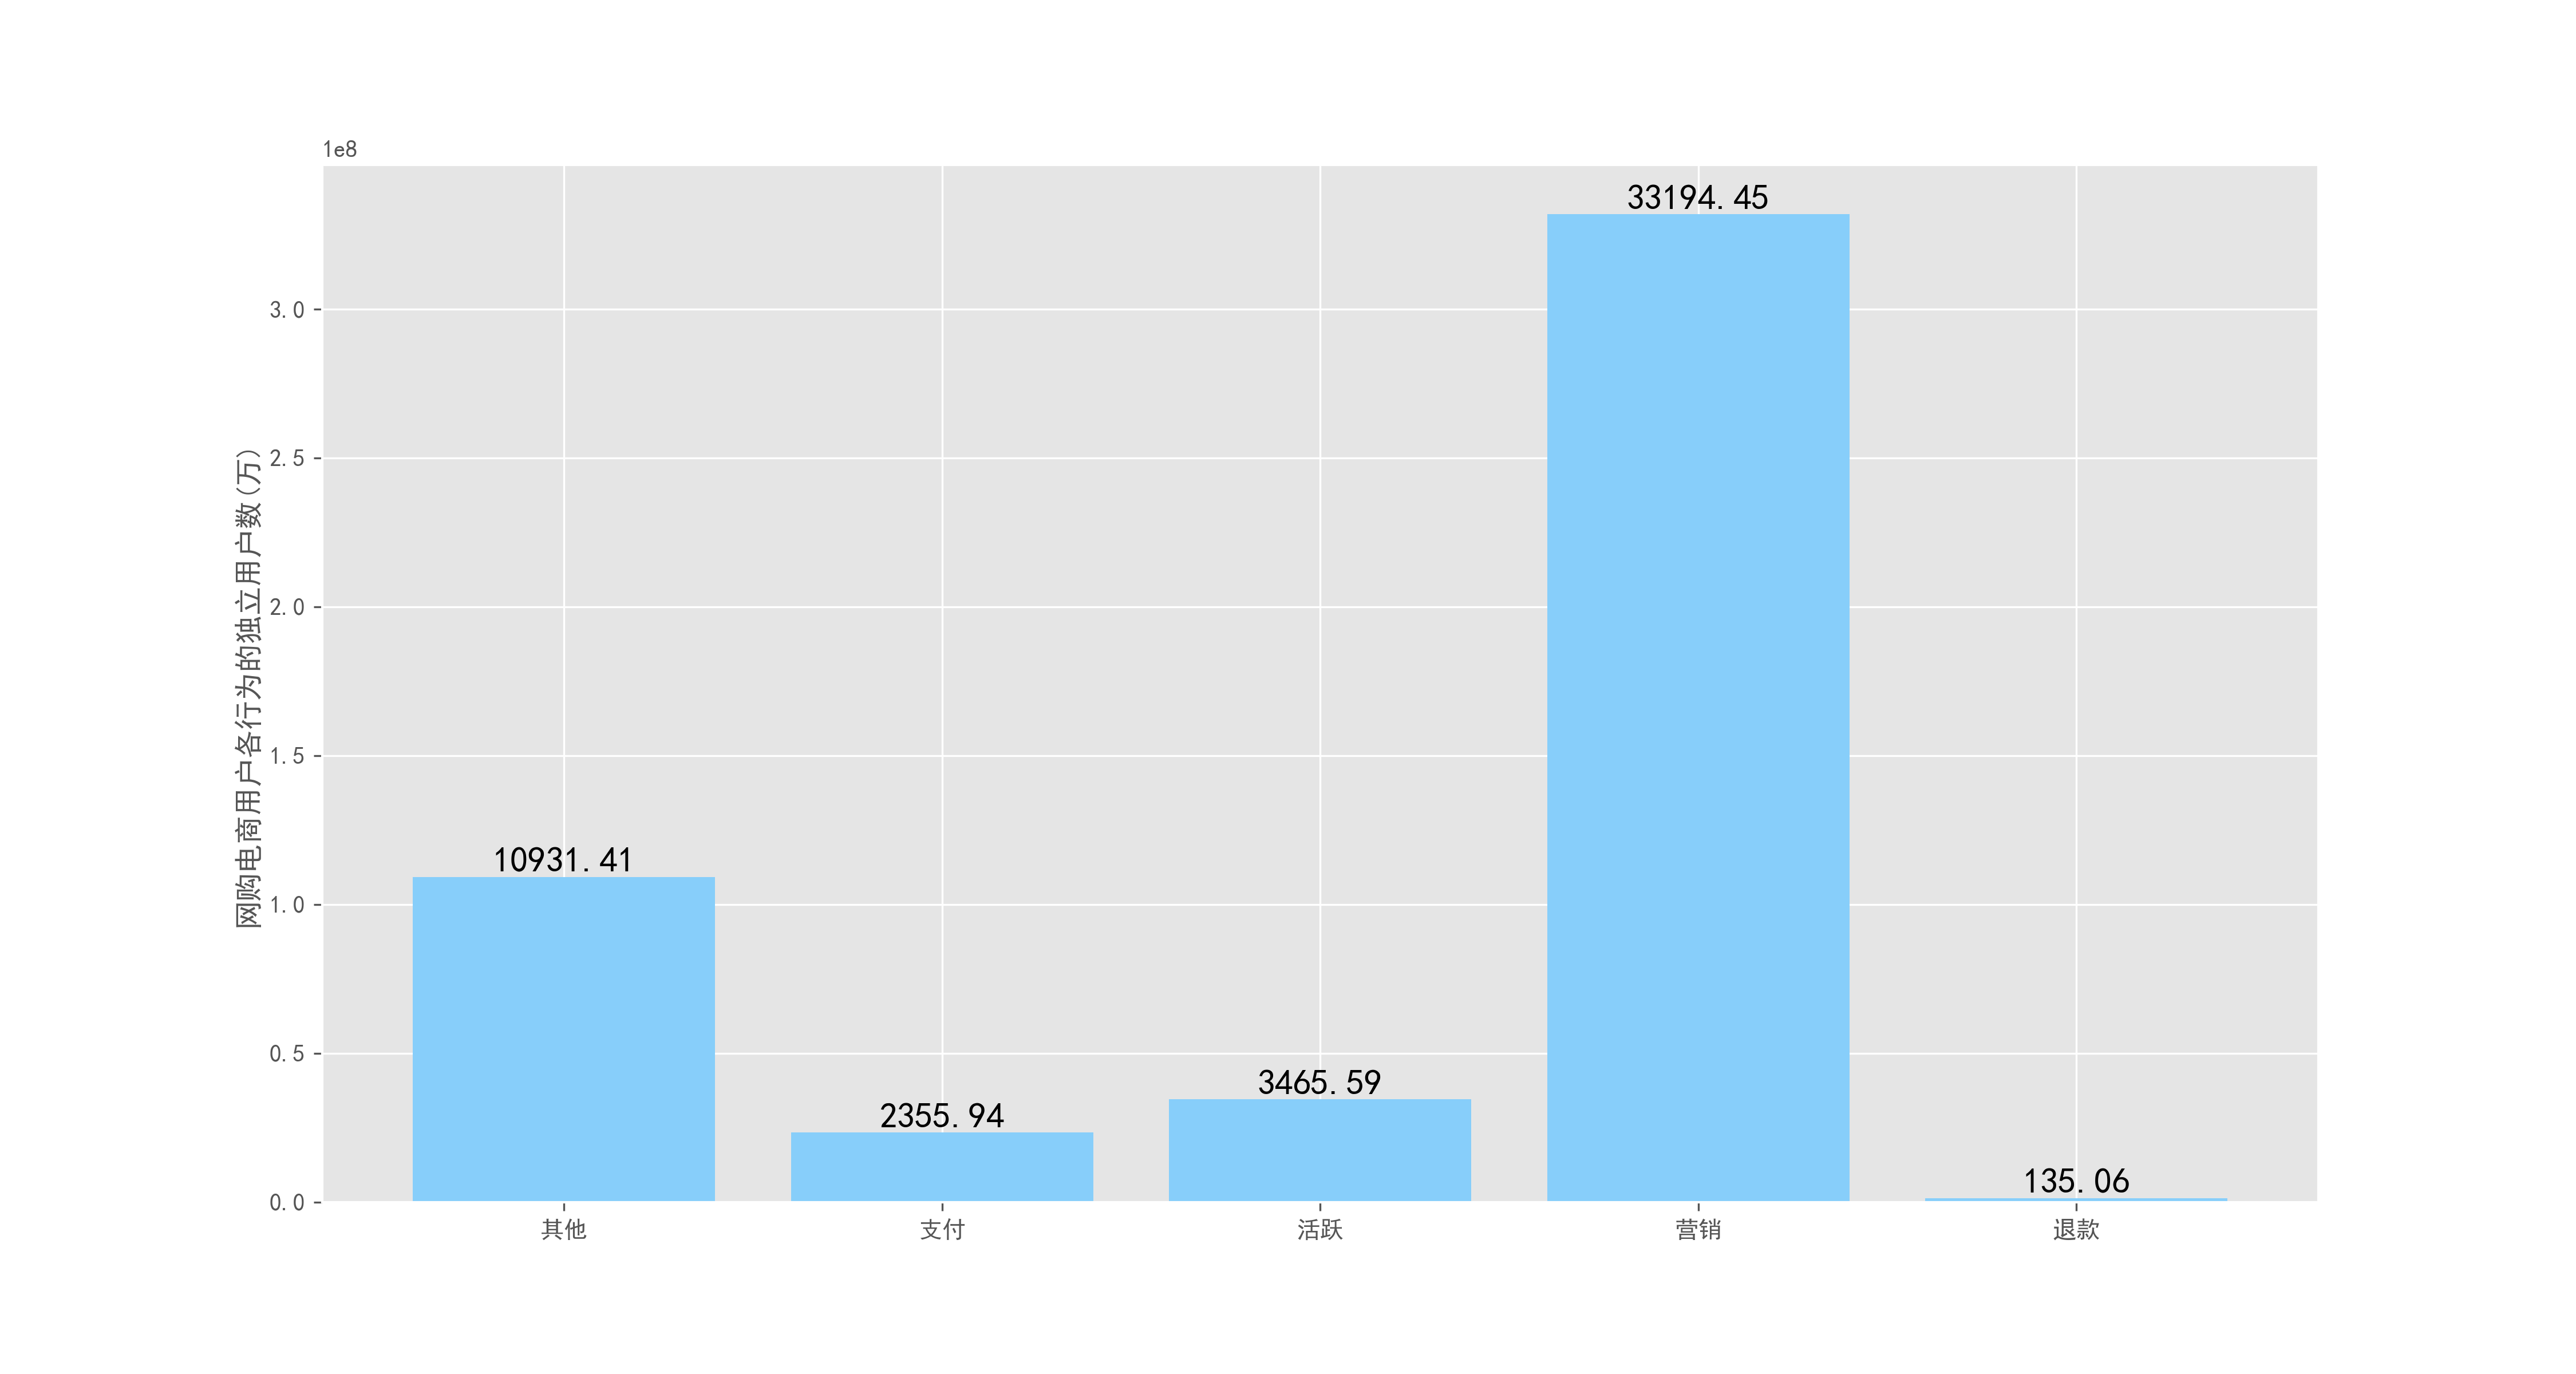 1e8
网购电商用户各行为的独立用户数(万)
3.0
2.5
2.0
1.5
1.0
0.5
0.0
10931.41
2355.94
3465.59
33194.45
135.06
其他
支付
活跃
营销
退款